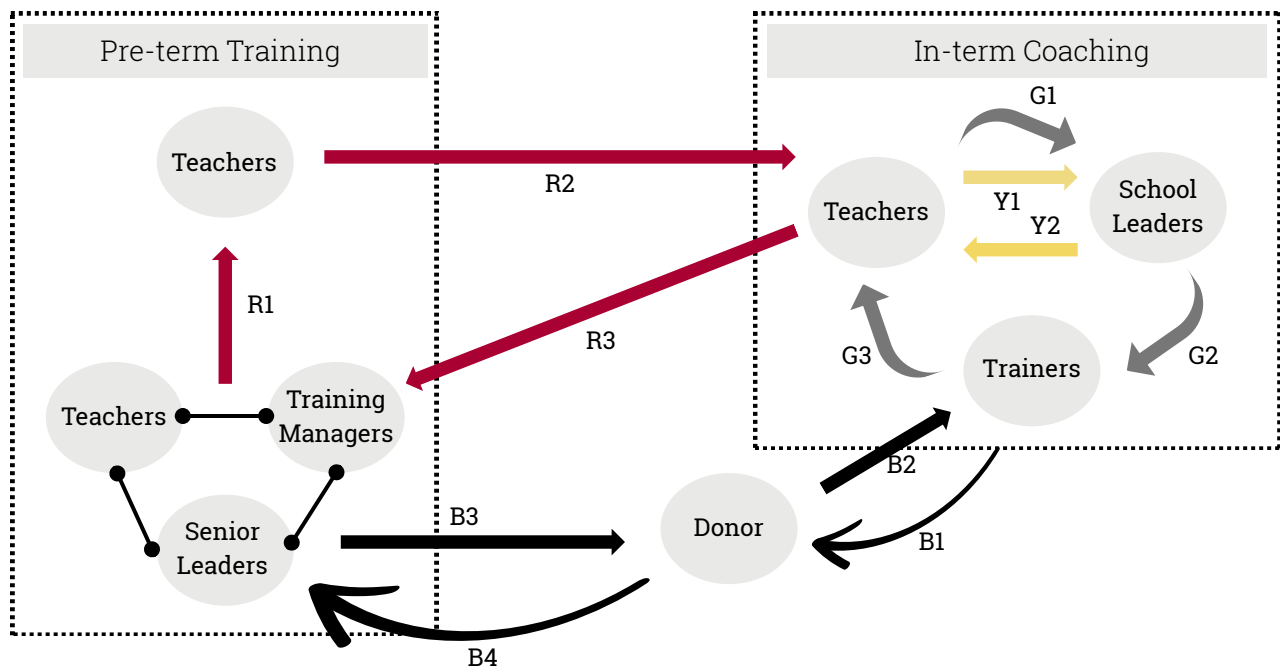 Pre-term Training
In-term Coaching
G1
Teachers
R2
Teachers
Y1
Y2
School
Leaders
R1
R3
G3
G2
Trainers
Teachers
Training
Managers
B2
Senior
Leaders
B3
Donor
B1
B4